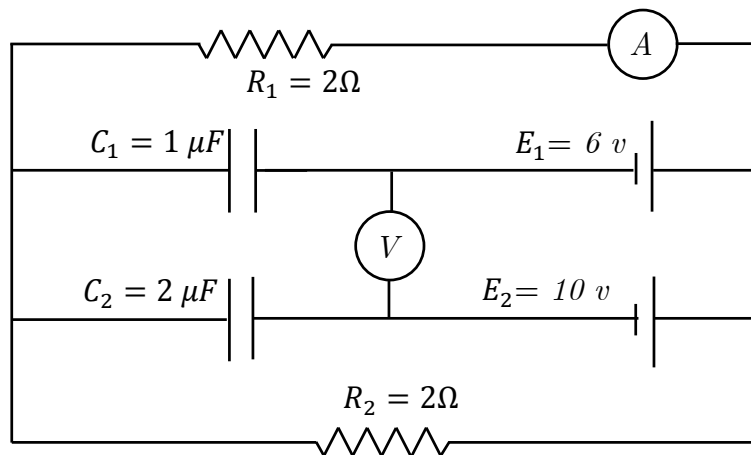 A
R₁ = 2Ω
C₁ = 1 μF
E₁= 6 v
V
C₂ = 2 μF
E₂= 10 v
R₂ = 2Ω